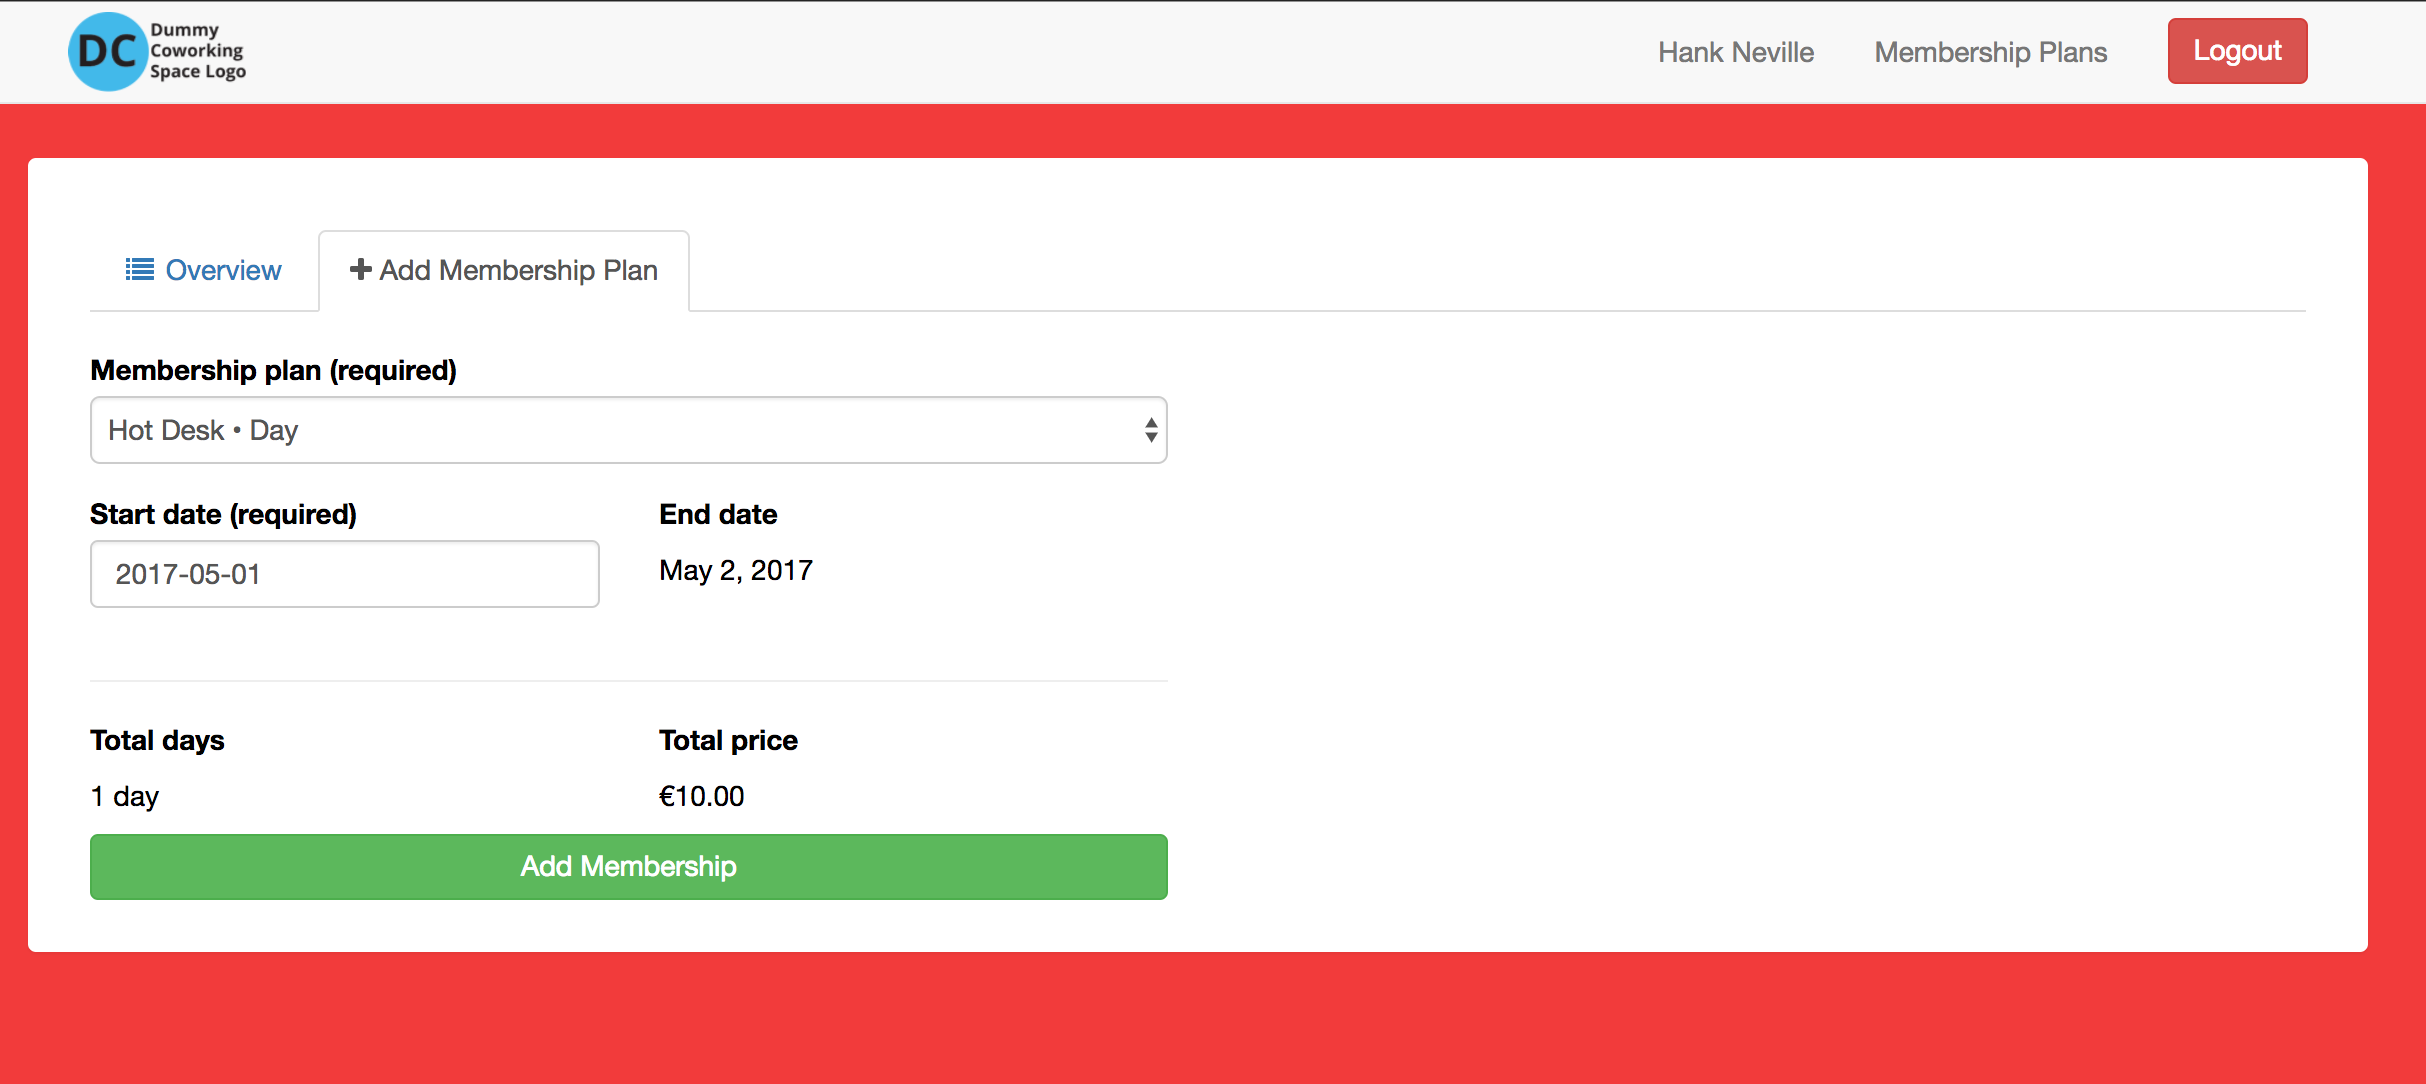 DC
Dummy
Coworking
Space Logo
Hank Neville
Membership Plans
Logout
Overview
Add Membership Plan
Membership plan (required)
Hot Desk • Day
Start date (required)
End date
2017-05-01
May 2, 2017
Total days
Total price
1 day
€10.00
Add Membership